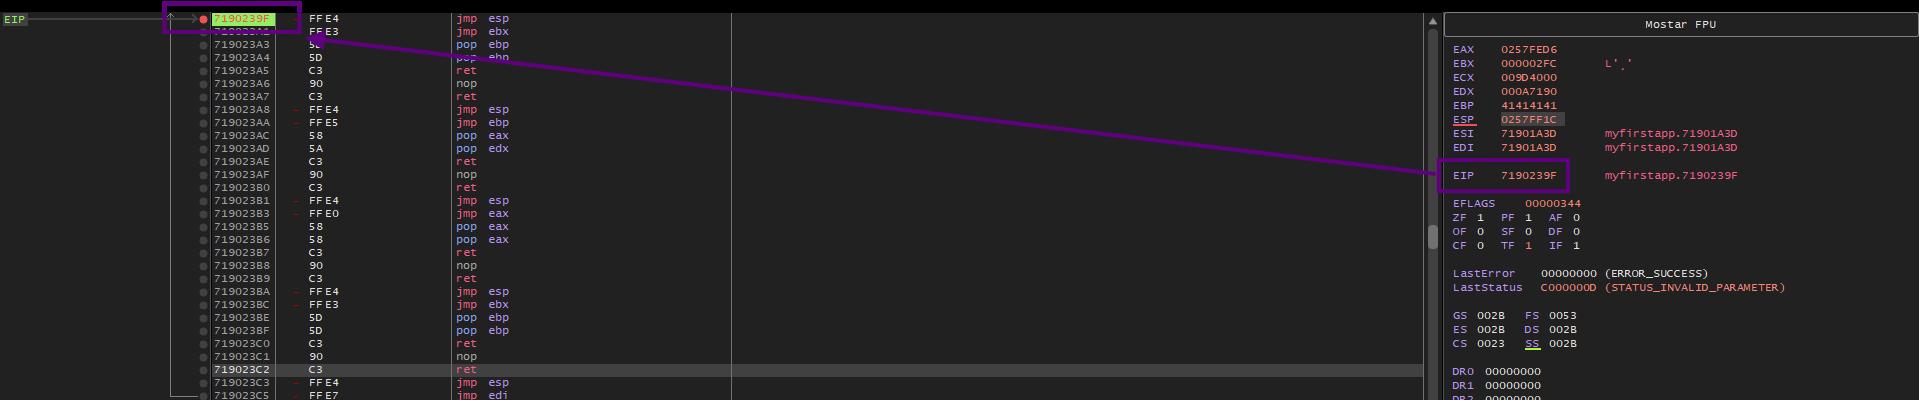 EIP
7190239F - FF E4 jmp esp
719023A1 FF E3 jmp ebx
719023A3 5D pop ebp
719023A4 5D pop ebp
719023A5 C3 ret
719023A6 90 nop
719023A7 C3 ret
719023A8 - FF E4 jmp esp
719023AA - FF E5 jmp ebp
719023AC 58 pop eax
719023AD 5A pop edx
719023AE C3 ret
719023AF 90 nop
719023B0 C3 ret
719023B1 - FF E4 jmp esp
719023B3 - FF E0 jmp eax
719023B5 58 pop eax
719023B6 58 pop eax
719023B7 C3 ret
719023B8 90 nop
719023B9 C3 ret
719023BA - FF E4 jmp esp
719023BC - FF E3 jmp ebx
719023BE 5D pop ebp
719023BF 5D pop ebp
719023C0 C3 ret
719023C1 90 nop
719023C2 C3 ret
719023C3 - FF E4 jmp esp
719023C5 - FF E7 jmp edi
Mostar FPU
EAX 0257FED6
EBX 000002FC L'˼'
ECX 009D4000
EDX 000A7190
EBP 41414141
ESP 0257FF1C
ESI 71901A3D myfirstapp.71901A3D
EDI 71901A3D myfirstapp.71901A3D
EIP 7190239F myfirstapp.7190239F
EFLAGS 00000344
ZF 1 PF 1 AF 0
OF 0 SF 0 DF 0
CF 0 TF 1 IF 1
LastError 00000000 (ERROR_SUCCESS)
LastStatus C000000D (STATUS_INVALID_PARAMETER)
GS 002B FS 0053
ES 002B DS 002B
CS 0023 SS 002B
DR0 00000000
DR1 00000000
DR2 00000000